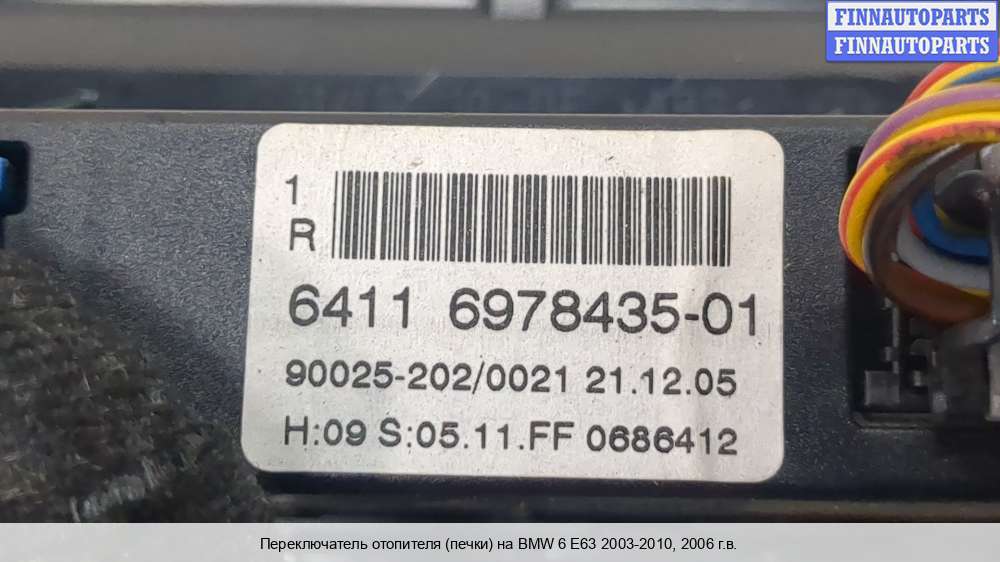 FINNAUTOPARTS
FINNAUTOPARTS
1
R
6411 6978435-01
90025-202/0021 21.12.05
H:09 S:05.11.FF 0686412
Переключатель отопителя (печки) на BMW 6 E63 2003-2010, 2006 г.в.